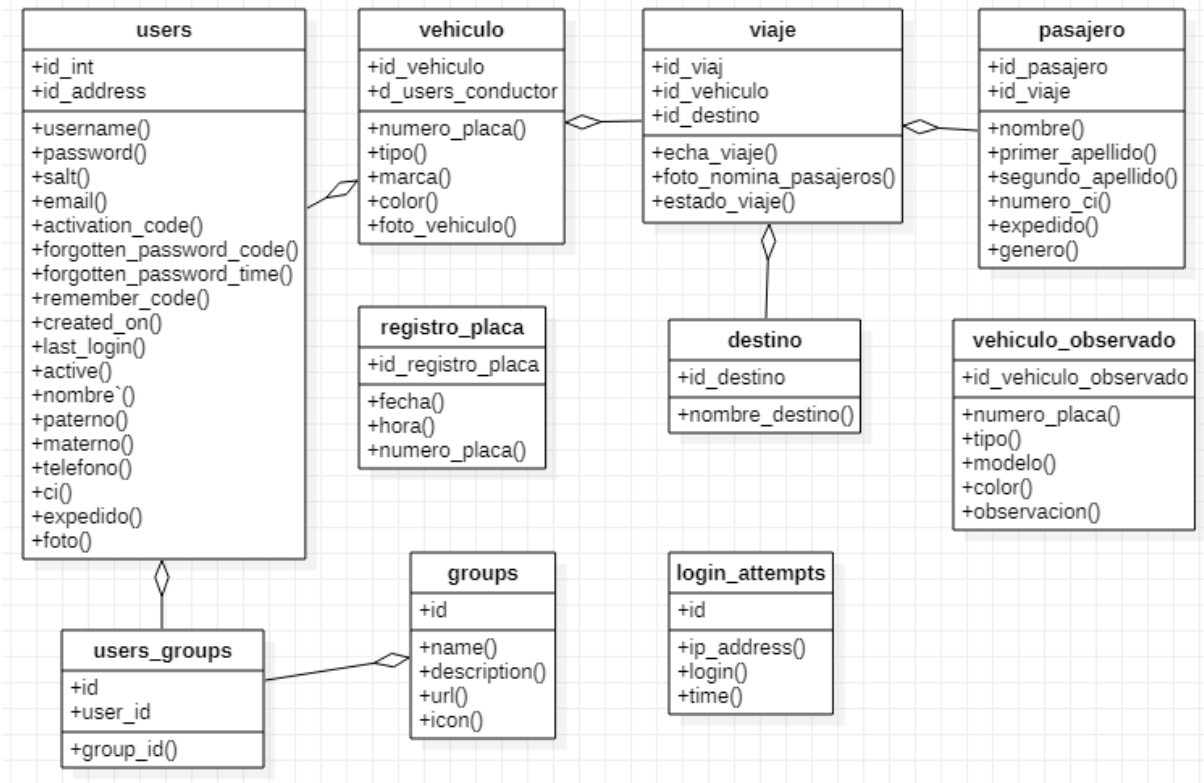 users
+id_int
+id_address
+username()
+password()
+salt()
+email()
+activation_code()
+forgotten_password_code()
+forgotten_password_time()
+remember_code()
+created_on()
+last_login()
+active()
+nombre`()
+paterno()
+materno()
+telefono()
+ci()
+expedido()
+foto()
vehiculo
+id_vehiculo
+d_users_conductor
+numero_placa()
+tipo()
+marca()
+color()
+foto_vehiculo()
viaje
+id_viaj
+id_vehiculo
+id_destino
+echa_viaje()
+foto_nomina_pasajeros()
+estado_viaje()
pasajero
+id_pasajero
+id_viaje
+nombre()
+primer_apellido()
+segundo_apellido()
+numero_ci()
+expedido()
+genero()
registro_placa
+id_registro_placa
+fecha()
+hora()
+numero_placa()
destino
+id_destino
+nombre_destino()
vehiculo_observado
+id_vehiculo_observado
+numero_placa()
+tipo()
+modelo()
+color()
+observacion()
users_groups
+id
+user_id
+group_id()
groups
+id
+name()
+description()
+url()
+icon()
login_attempts
+id
+ip_address()
+login()
+time()